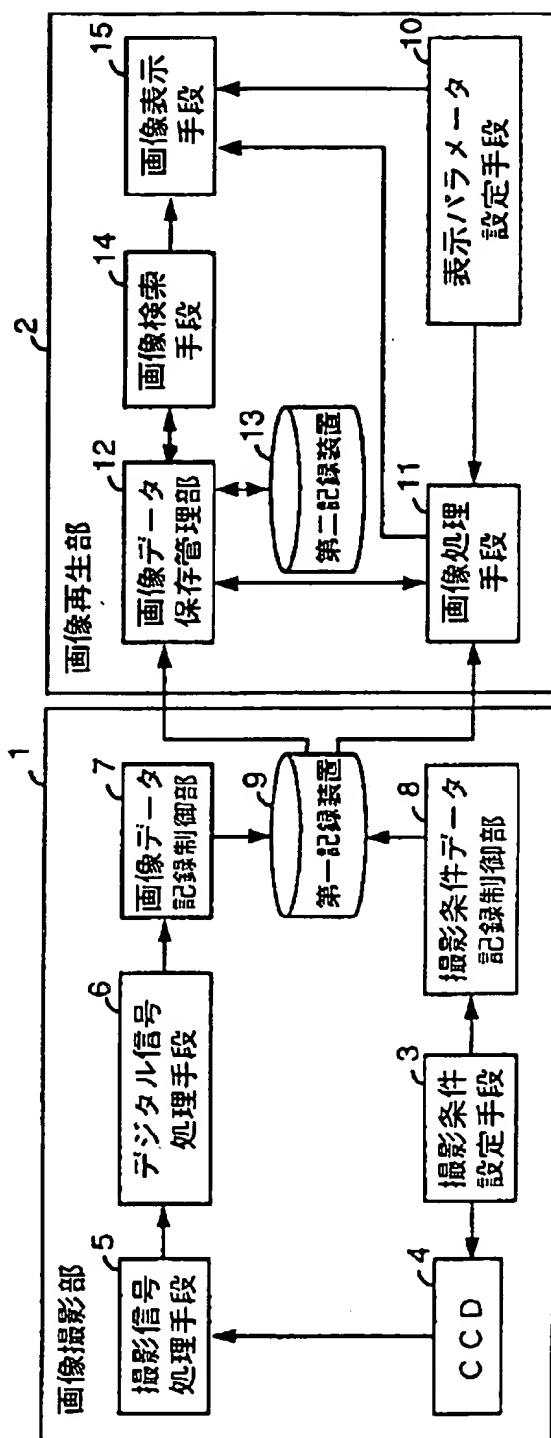 1
画像撮影部
5
撮影信号
処理手段
6
デジタル信号
処理手段
7
画像データ
記録制御部
9
第一記録装置
4
CCD
3
撮影条件
設定手段
8
撮影条件データ
記録制御部
2
画像再生部
12
画像データ
保存管理部
14
画像検索
手段
15
画像表示
手段
13
第二記録装置
11
画像処理
手段
10
表示パラメータ
設定手段